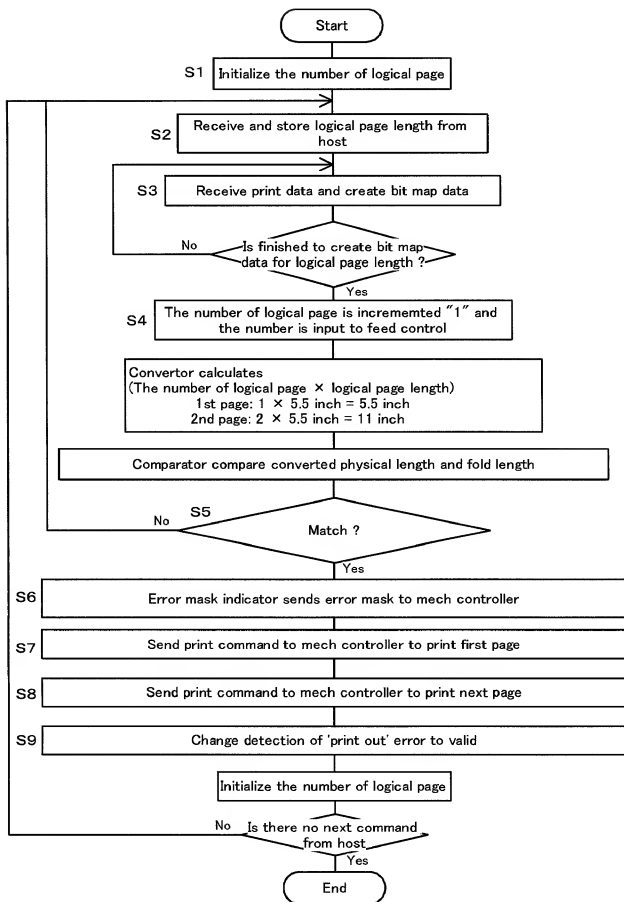 Start
S1
Initialize the number of logical page
S2
Receive and store logical page length from
host
S3
Receive print data and create bit map data
No
Is finished to create bit map
data for logical page length ?
Yes
S4
The number of logical page is incrememted "1" and
the number is input to feed control
Convertor calculates
(The number of logical page × logical page length)
1st page: 1 × 5.5 inch = 5.5 inch
2nd page: 2 × 5.5 inch = 11 inch
Comparator compare converted physical length and fold length
S5
No
Match ?
Yes
S6
Error mask indicator sends error mask to mech controller
S7
Send print command to mech controller to print first page
S8
Send print command to mech controller to print next page
S9
Change detection of 'print out' error to valid
Initialize the number of logical page
No
Is there no next command
from host
Yes
End